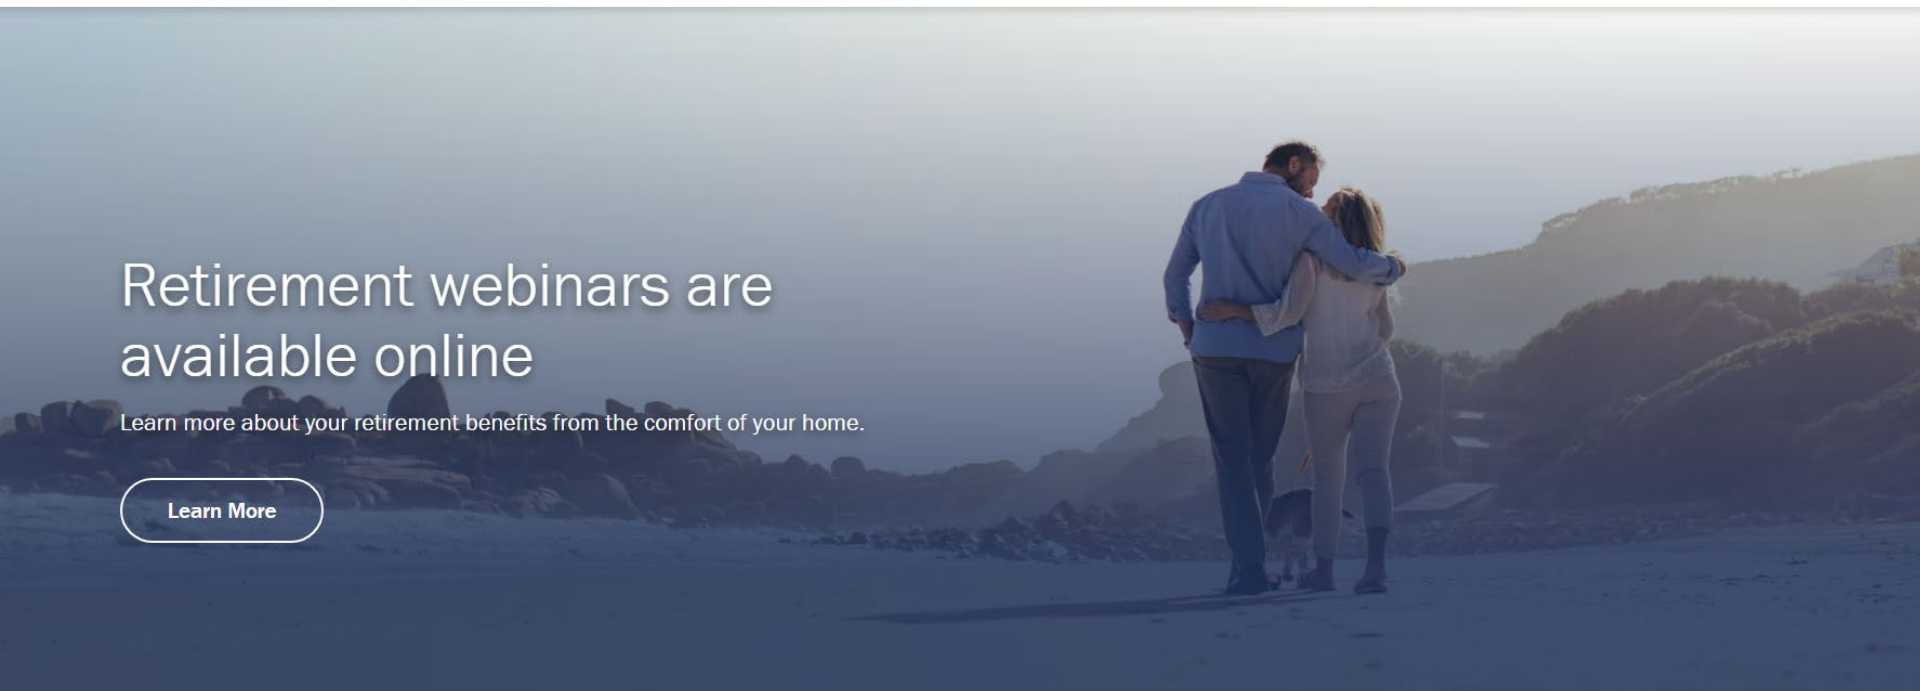 Retirement webinars are
available online
Learn more about your retirement benefits from the comfort of your home.
Learn More